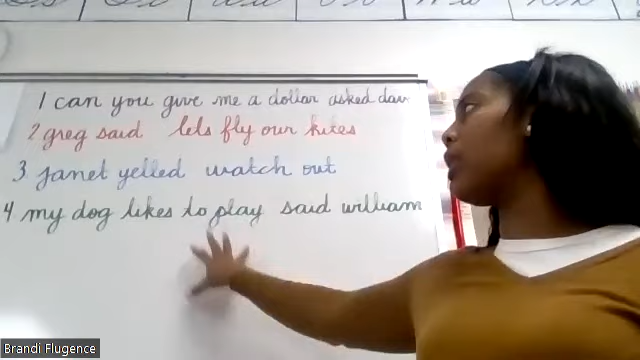 1 can you give me a dollar asked
2 greg said lets fly our kites
3 janet yelled watch out
4 my dog likes to play said william
Brandi Flugence